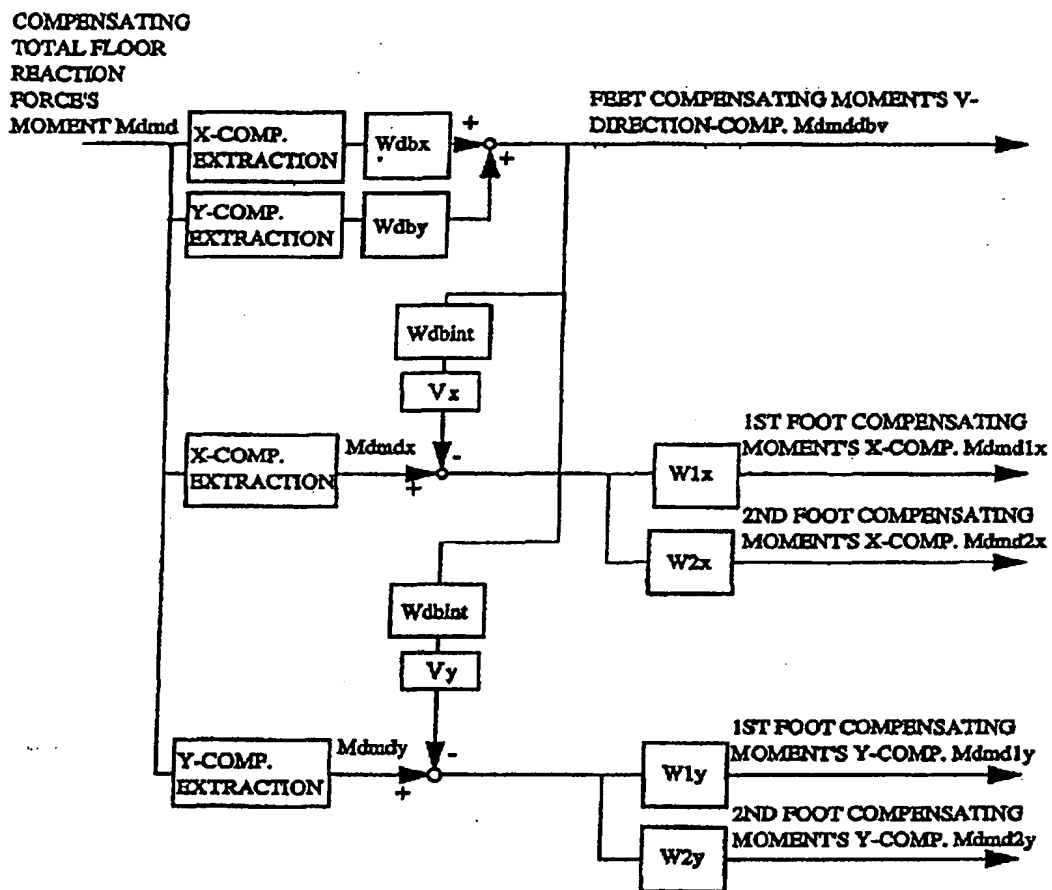 COMPENSATING
TOTAL FLOOR
REACTION
FORCE'S
MOMENT Mdmd
FEET COMPENSATING MOMENT'S V-
DIRECTION-COMP. Mdmddbv
X-COMP.
EXTRACTION
Wdbx
+
+
Y-COMP.
EXTRACTION
Wdby
Wdbint
Vx
X-COMP.
EXTRACTION
Mdmdx
-
+
W1x
1ST FOOT COMPENSATING
MOMENT'S X-COMP. Mdmd1x
W2x
2ND FOOT COMPENSATING
MOMENT'S X-COMP. Mdmd2x
Wdbint
Vy
Y-COMP.
EXTRACTION
Mdmdy
-
+
W1y
1ST FOOT COMPENSATING
MOMENT'S Y-COMP. Mdmd1y
W2y
2ND FOOT COMPENSATING
MOMENT'S Y-COMP. Mdmd2y